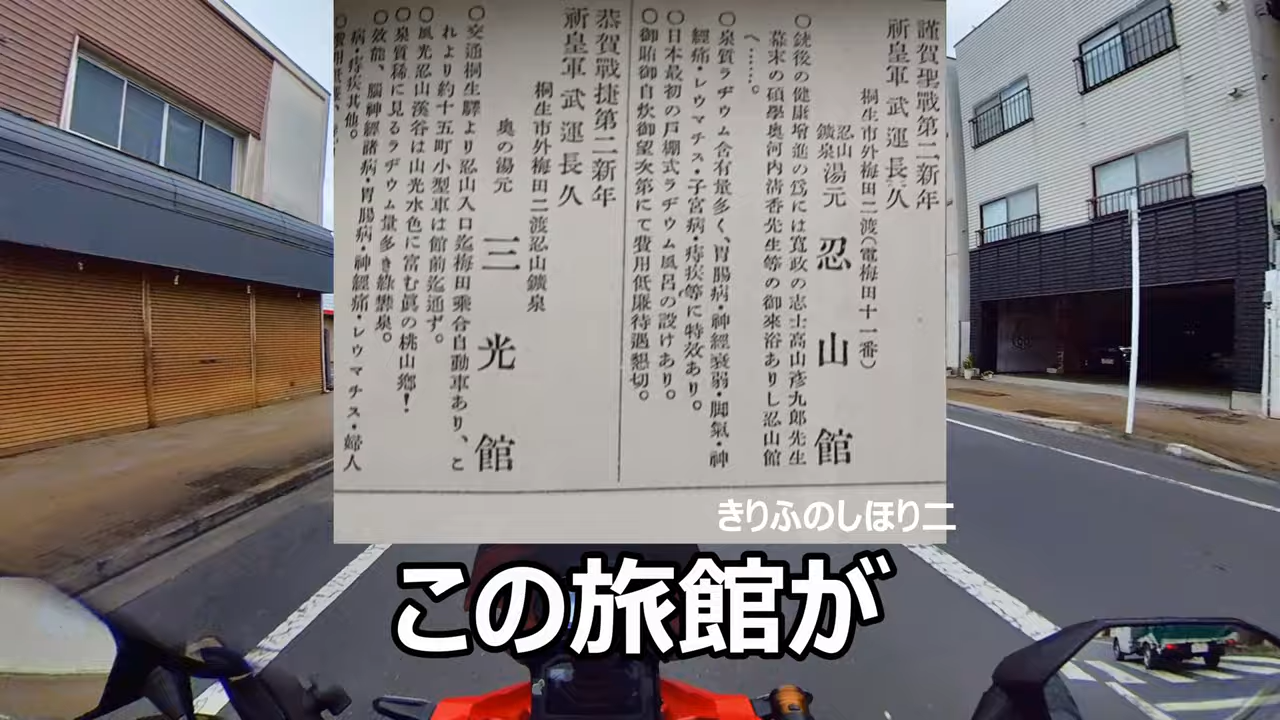 謹賀聖戰第二新年
祈皇軍武運長久
桐生市外梅田二渡(電梅田十一番)
忍山
鑛泉湯元 忍山館
○銃後の健康增進の爲には寬政の志士高山彦九郎先生
幕末の碩學奥河內淸香先生等の御來浴ありし忍山館
へ……。
○泉質ラヂウム含有量多く、胃腸病・神經衰弱・脚氣・神
經痛・レウマチス・子宮病・痔疾等に特效あり。
○日本最初の戸棚式ラヂウム風呂の設けあり。
○御賄御自炊御望次第にて費用低廉待遇懇切。
恭賀戰捷第二新年
祈皇軍武運長久
桐生市外梅田二渡忍山鑛泉
奥の湯元 三光館
○交通桐生驛より忍山入口迄梅田乘合自動車あり、こ
れより約十五町小型車は館前迄通ず。
○風光忍山溪谷は山光水色に富む眞の桃山鄕!
○泉質稀に見るラヂウム量多き綠礬泉。
○效能、腦神經諸病・胃腸病・神經痛・レウマチス・婦人
病・痔疾其他。
きりふのしほり二
この旅館が